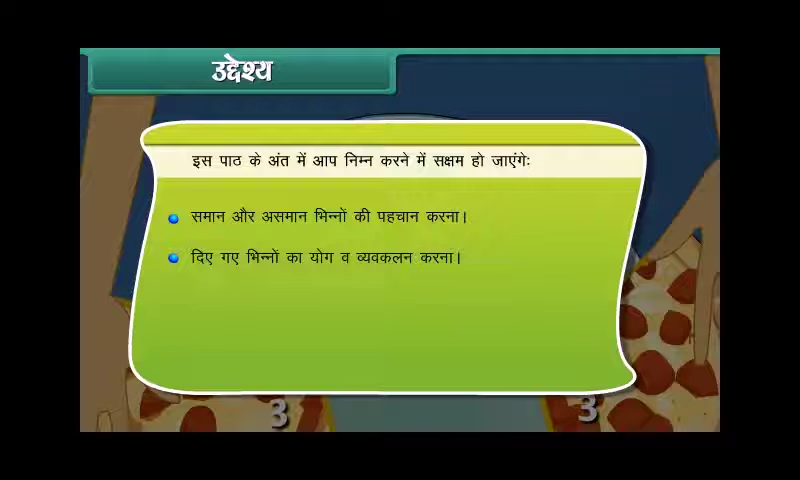 उद्देश्य
इस पाठ के अंत में आप निम्न करने में सक्षम हो जाएंगे:
समान और असमान भिन्नों की पहचान करना।
दिए गए भिन्नों का योग व व्यवकलन करना।
3 3